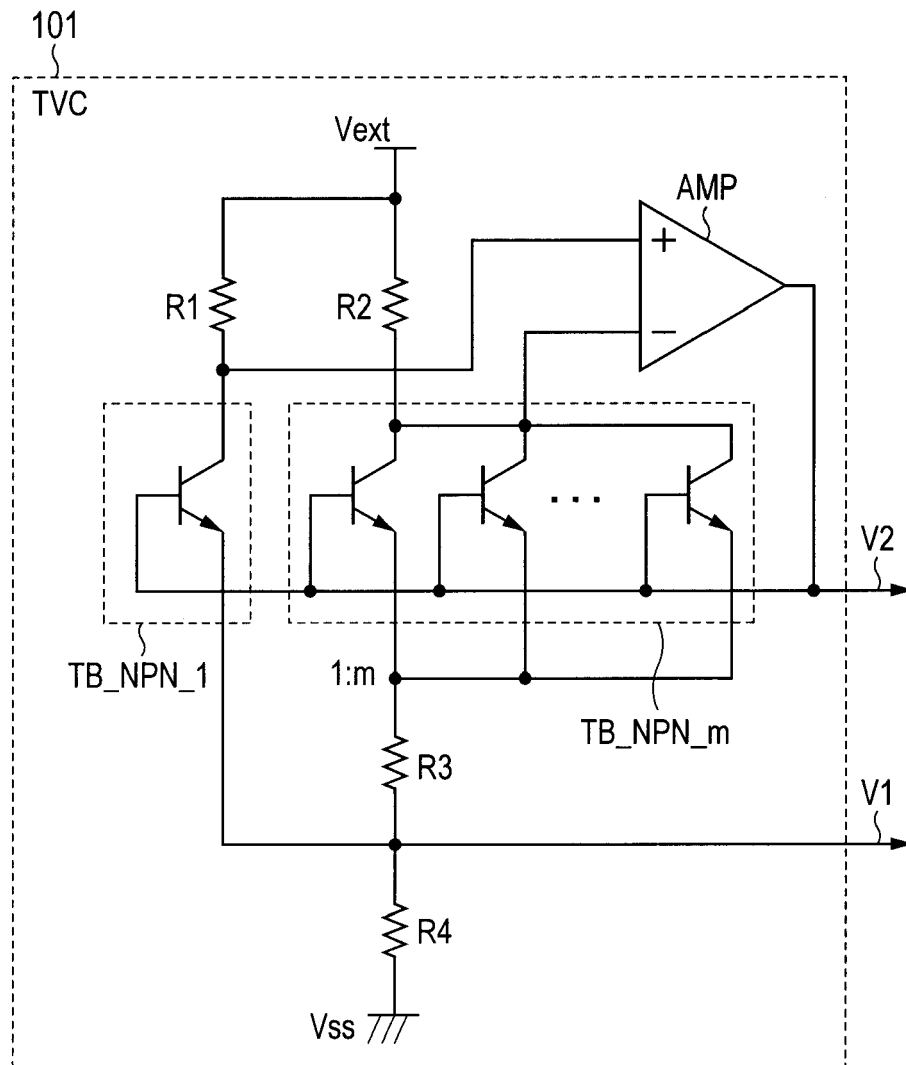 101
TVC
Vext
AMP
+
R1
R2
−
...
V2
TB_NPN_1
1:m
TB_NPN_m
R3
V1
R4
Vss